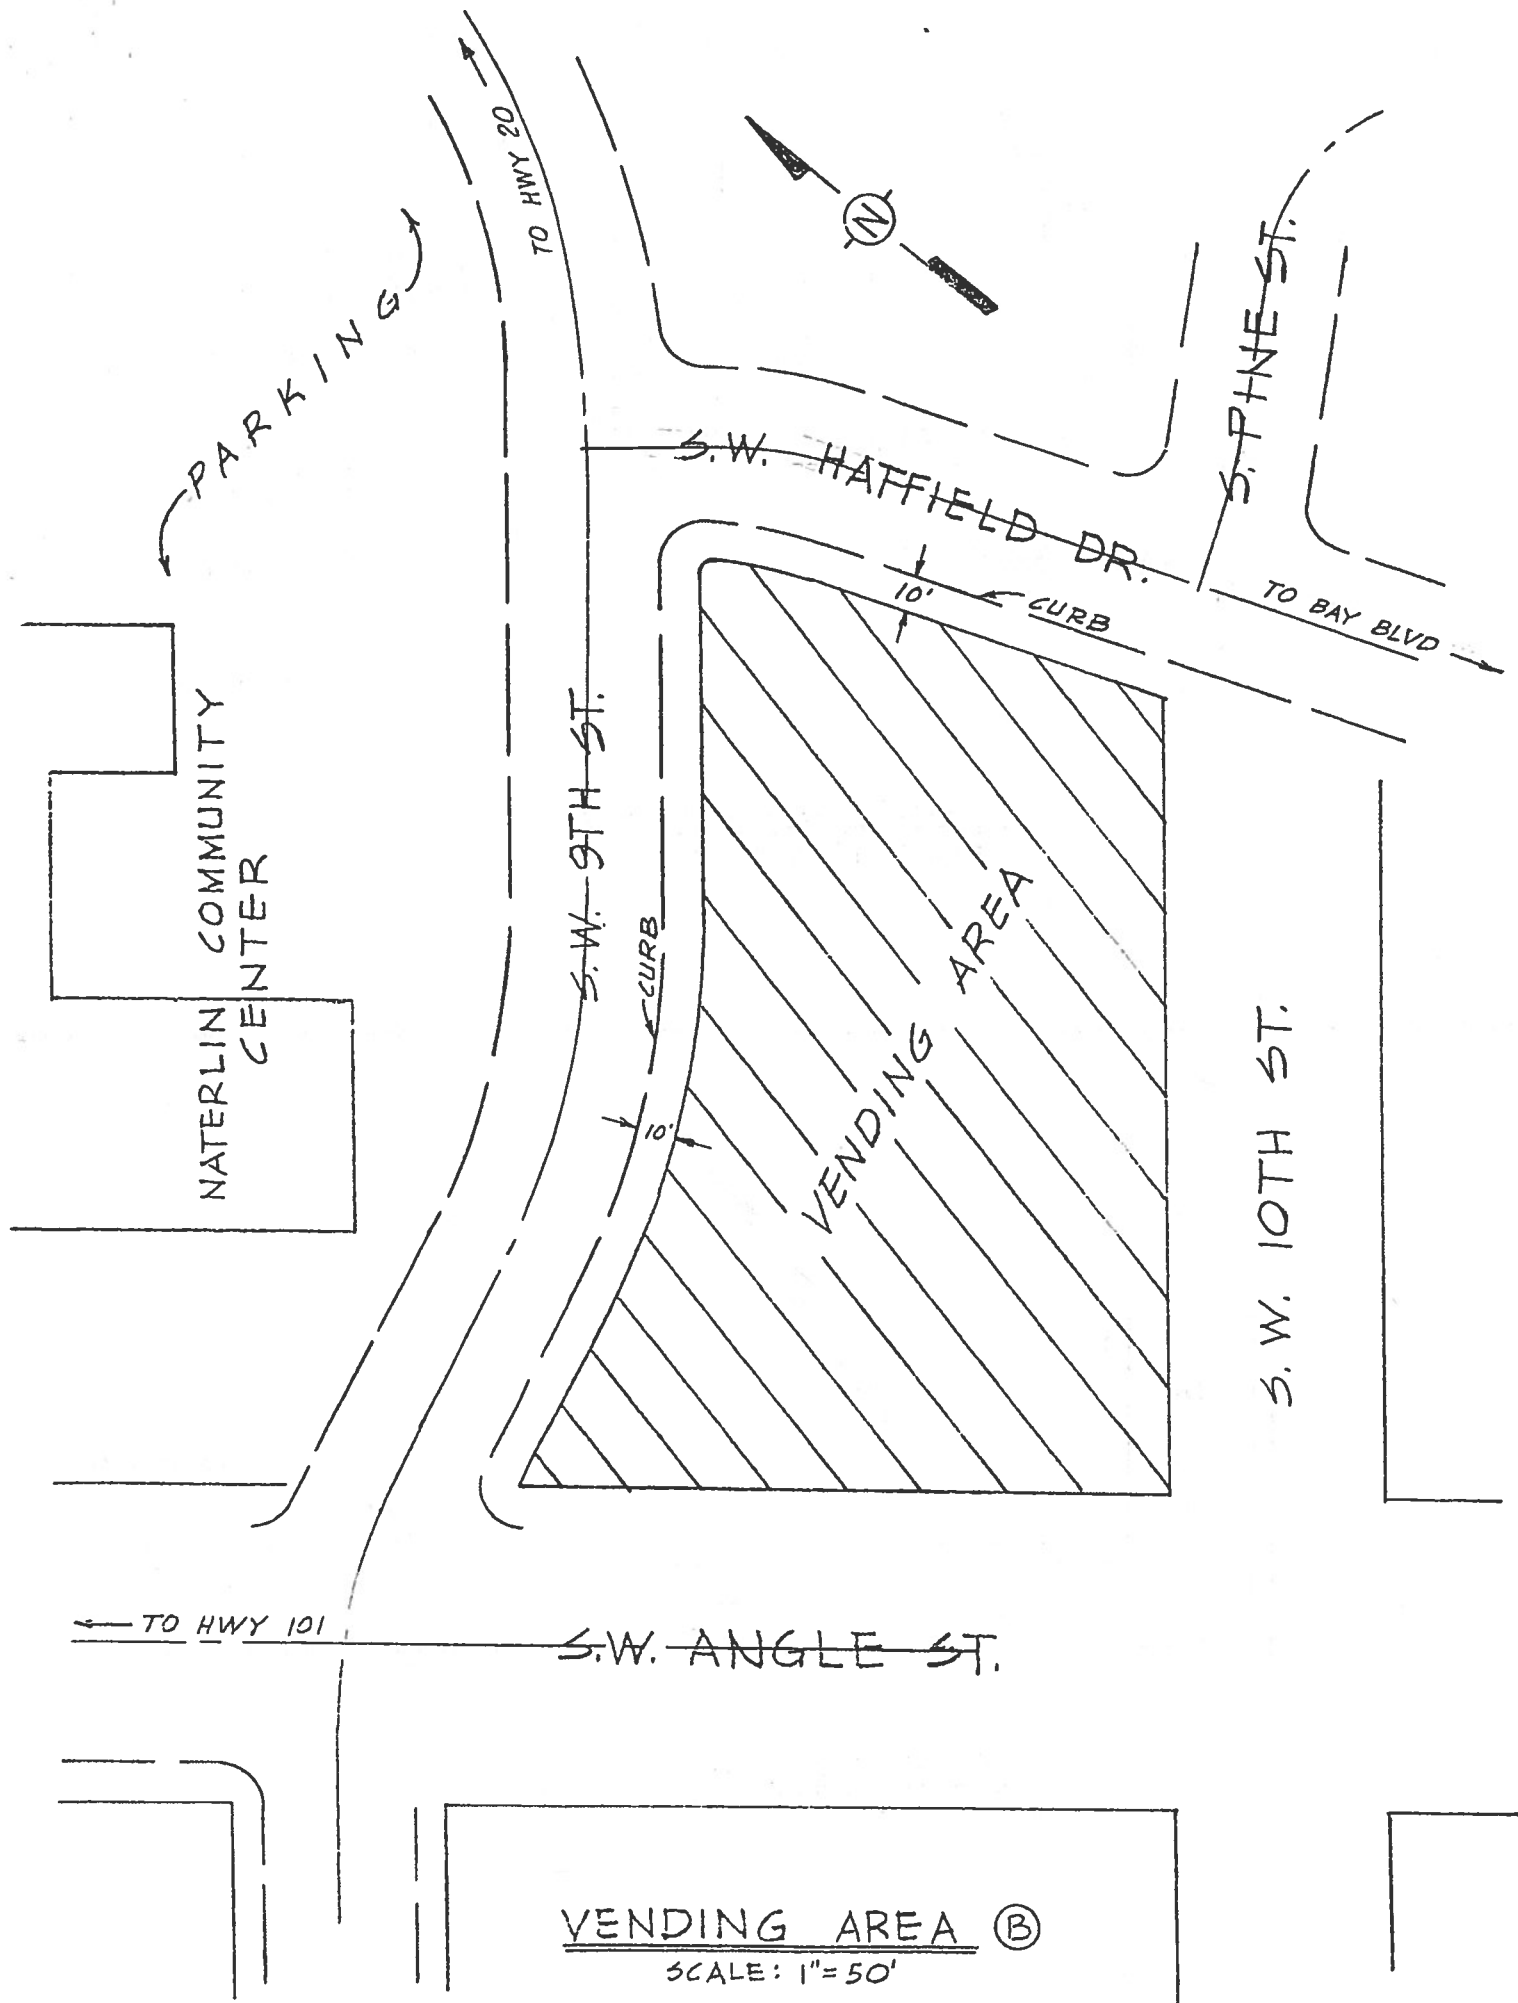 TO HWY 20
N
PARKING
S. PINE ST.
S.W. HATFIELD DR.
10'
CURB
TO BAY BLVD
NATERLIN COMMUNITY
CENTER
S.W. 9TH ST.
CURB
10'
VENDING AREA
S.W. 10TH ST.
TO HWY 101
S.W. ANGLE ST.
VENDING AREA B
SCALE: 1"=50'